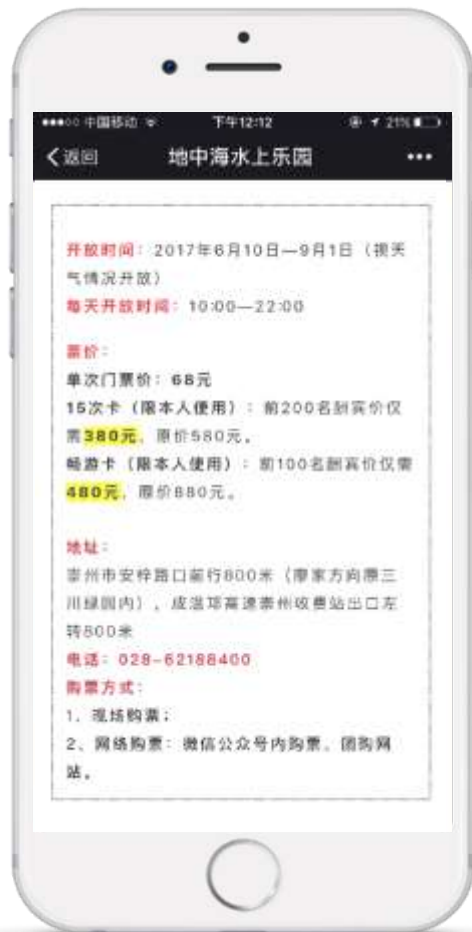 中国移动 下午12:12 21%
返回 地中海水上乐园
开放时间：2017年6月10日—9月1日（视天
气情况开放）
每天开放时间：10:00—22:00
票价：
单次门票价：68元
15次卡（限本人使用）：前200名酬宾价仅
需380元，原价580元。
畅游卡（限本人使用）：前100名酬宾价仅需
480元，原价880元。
地址：
崇州市安梓路口前行800米（廖家方向原三
川绿园内），成温邛高速崇州收费站出口左
转800米
电话：028-62188400
购票方式：
1、现场购票；
2、网络购票：微信公众号内购票、团购网
站。